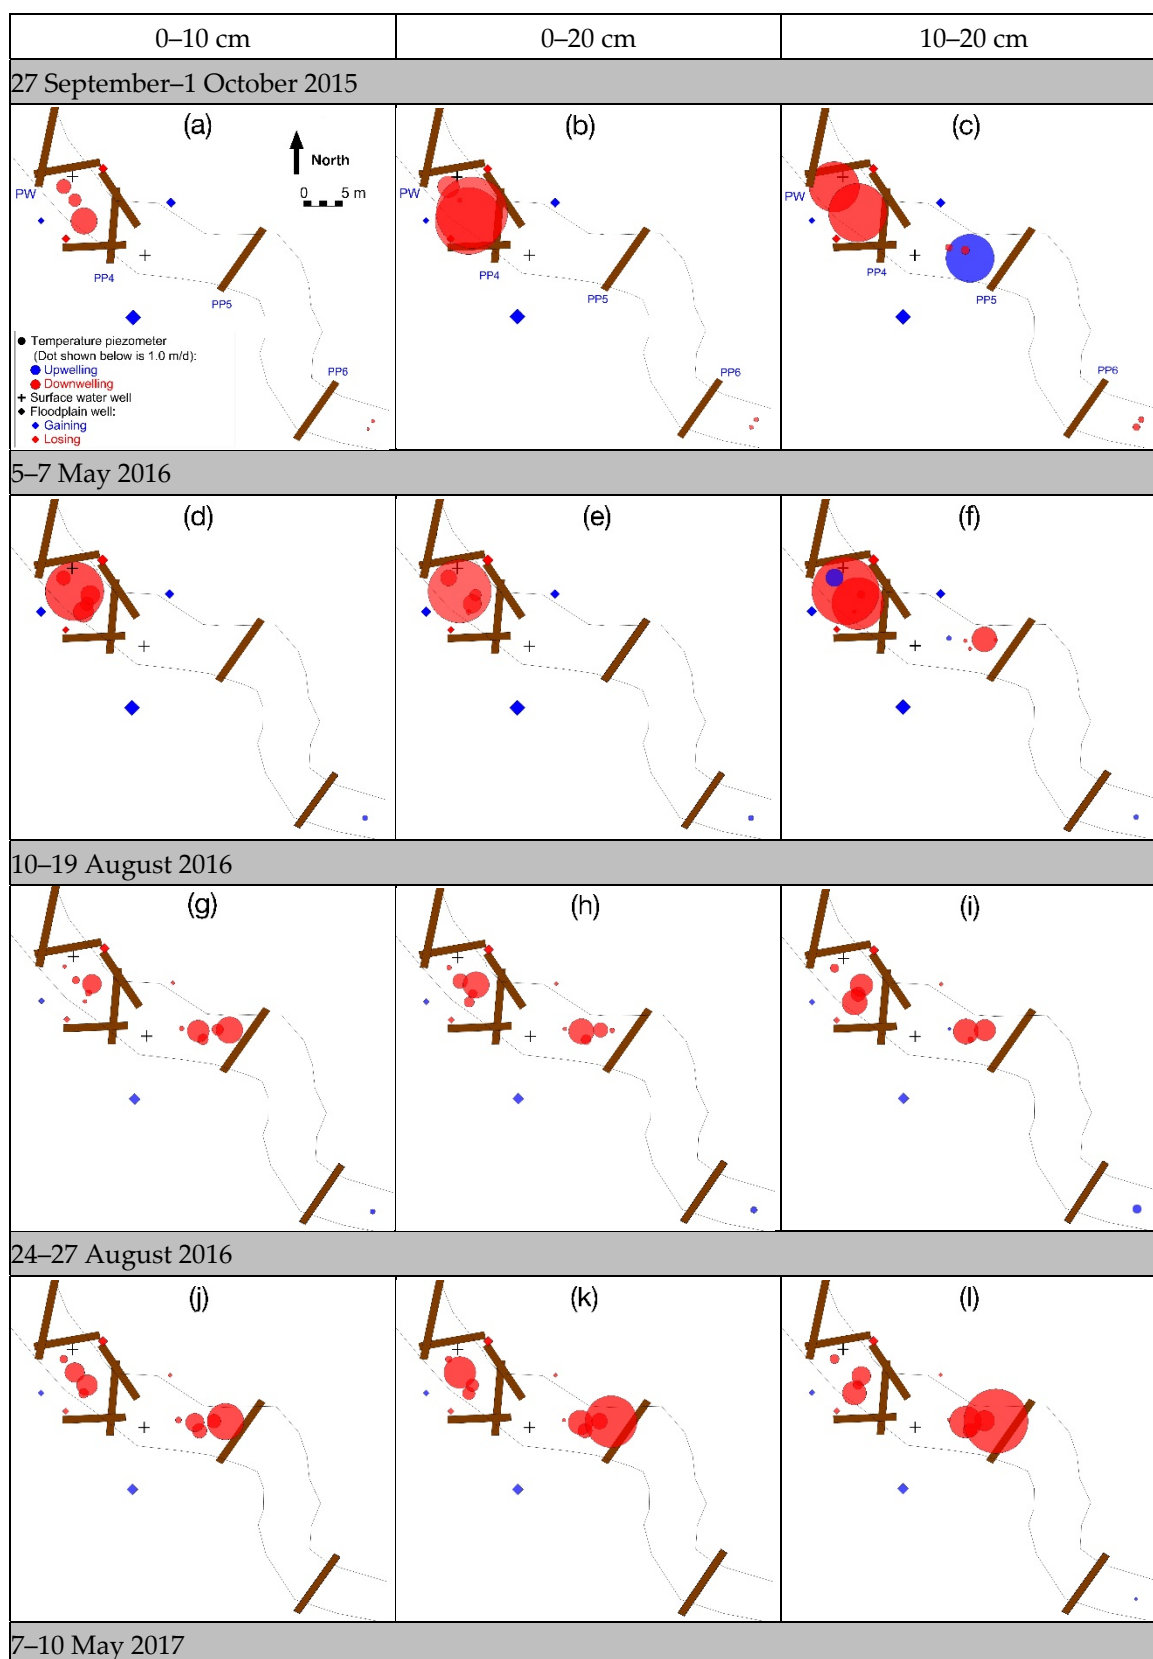 0–10 cm
0–20 cm
10–20 cm
27 September–1 October 2015
(a)
North
0 5 m
PW
PP4
PP5
PP6
Temperature piezometer
(Dot shown below is 1.0 m/d):
Upwelling
Downwelling
Surface water well
Floodplain well:
Gaining
Losing
(b)
PW
PP4
PP5
PP6
(c)
PW
PP4
PP5
PP6
5–7 May 2016
(d)
(e)
(f)
10–19 August 2016
(g)
(h)
(i)
24–27 August 2016
(j)
(k)
(l)
7–10 May 2017